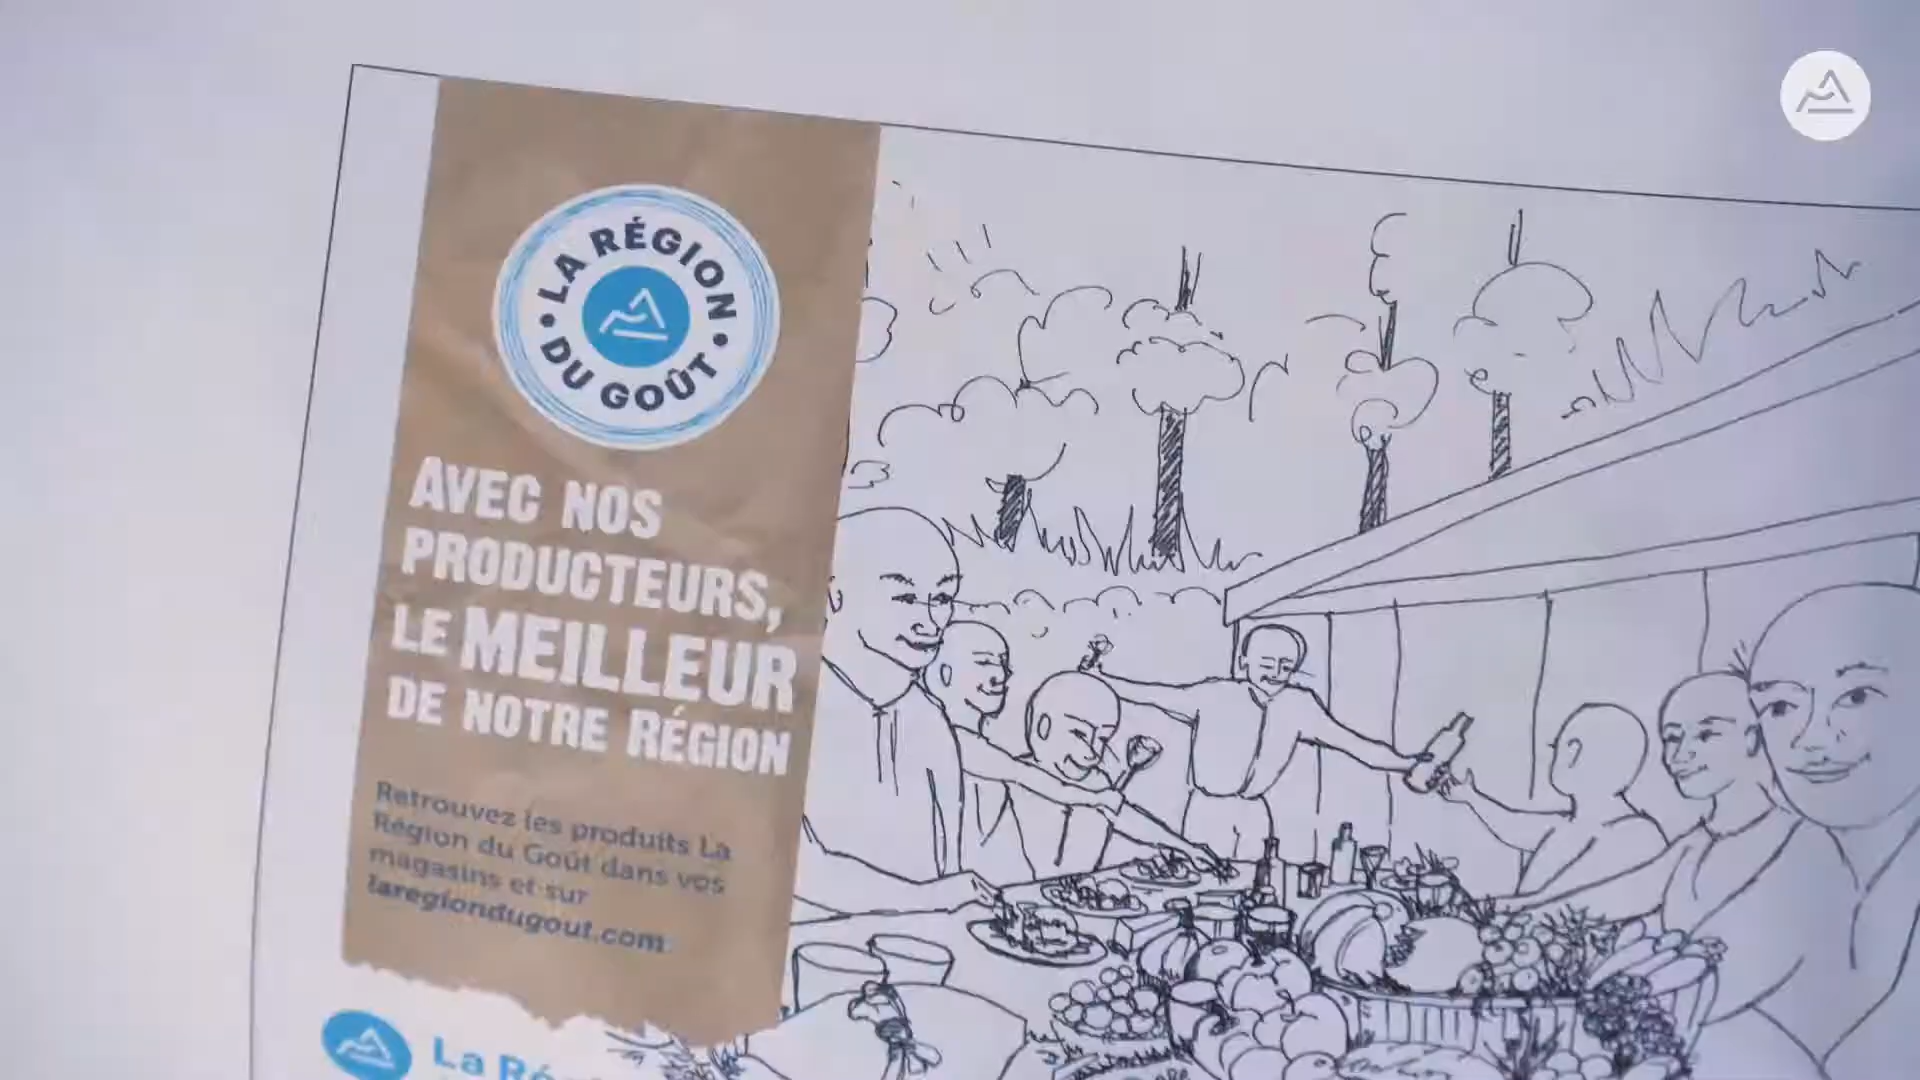 LA RÉGION
DU GOÛT
AVEC NOS
PRODUCTEURS,
LE MEILLEUR
DE NOTRE RÉGION
Retrouvez les produits La
Région du Goût dans vos
magasins et sur
laregiondugout.com
La